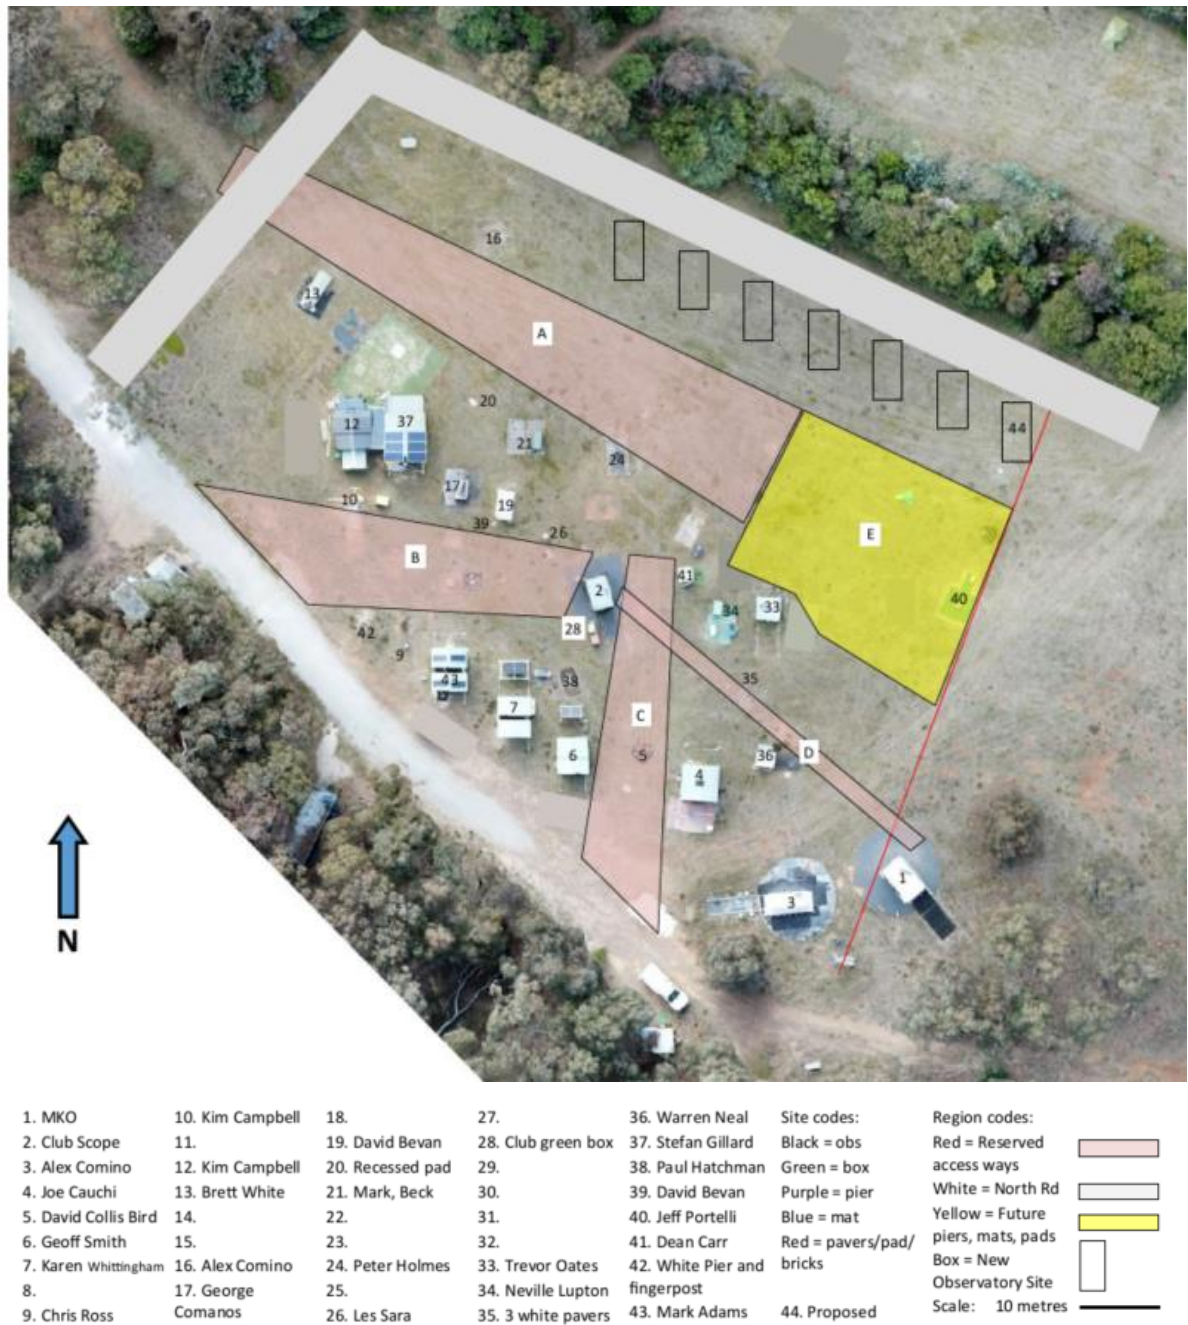 16
13
A
20
12
37
21
24
44
17
10
19
39
26
B
E
41
2
40
34
33
28
42
9
43
38
35
7
C
5
6
36
D
4
1
3
N
1. MKO
2. Club Scope
3. Alex Comino
4. Joe Cauchi
5. David Collis Bird
6. Geoff Smith
7. Karen Whittingham
8.
9. Chris Ross
10. Kim Campbell
11.
12. Kim Campbell
13. Brett White
14.
15.
16. Alex Comino
17. George
Comanos
18.
19. David Bevan
20. Recessed pad
21. Mark, Beck
22.
23.
24. Peter Holmes
25.
26. Les Sara
27.
28. Club green box
29.
30.
31.
32.
33. Trevor Oates
34. Neville Lupton
35. 3 white pavers
36. Warren Neal
37. Stefan Gillard
38. Paul Hatchman
39. David Bevan
40. Jeff Portelli
41. Dean Carr
42. White Pier and
fingerpost
43. Mark Adams
Site codes:
Black = obs
Green = box
Purple = pier
Blue = mat
Red = pavers/pad/
bricks
44. Proposed
Region codes:
Red = Reserved
access ways
White = North Rd
Yellow = Future
piers, mats, pads
Box = New
Observatory Site
Scale: 10 metres